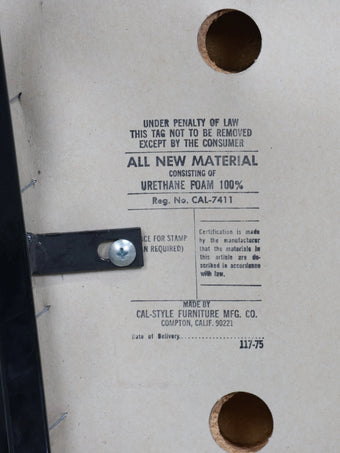 UNDER PENALTY OF LAW
THIS TAG NOT TO BE REMOVED
EXCEPT BY THE CONSUMER
ALL NEW MATERIAL
CONSISTING OF
URETHANE FOAM 100%
Reg. No. CAL-7411
CE FOR STAMP
N REQUIRED)
Certification is made
by the manufacturer
that the materials in
this article are de-
scribed in accordance
with law.
MADE BY
CAL-STYLE FURNITURE MFG. CO.
COMPTON, CALIF. 90221
Date of Delivery
117-75